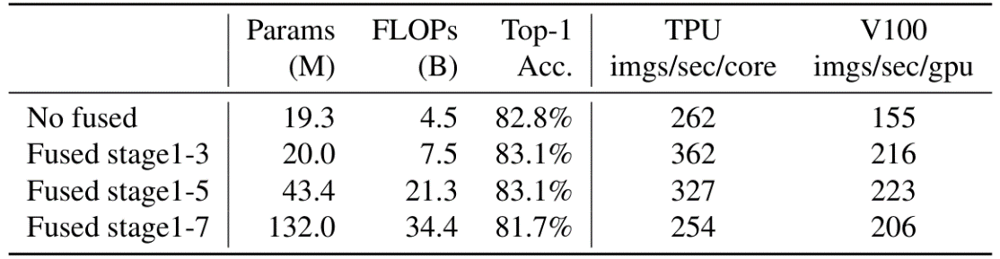 Params FLOPs Top-1 TPU V100
(M) (B) Acc. imgs/sec/core imgs/sec/gpu
No fused 19.3 4.5 82.8% 262 155
Fused stage1-3 20.0 7.5 83.1% 362 216
Fused stage1-5 43.4 21.3 83.1% 327 223
Fused stage1-7 132.0 34.4 81.7% 254 206